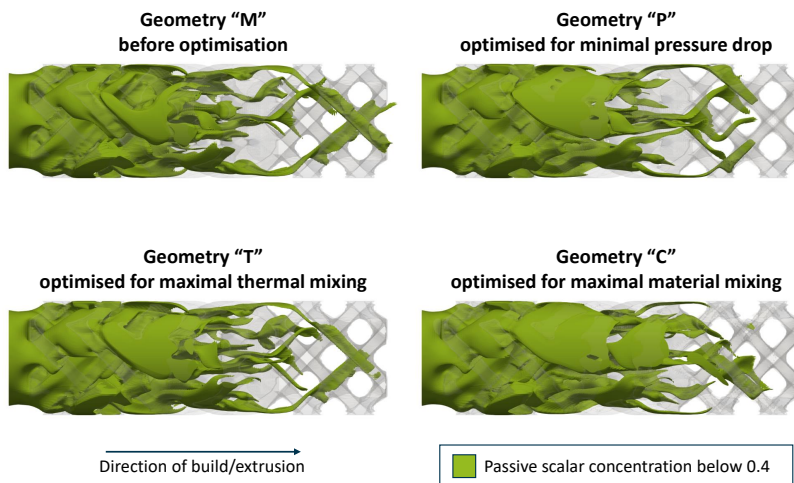 Geometry “M”
before optimisation
Geometry “P”
optimised for minimal pressure drop
Geometry “T”
optimised for maximal thermal mixing
Geometry “C”
optimised for maximal material mixing
Direction of build/extrusion
Passive scalar concentration below 0.4